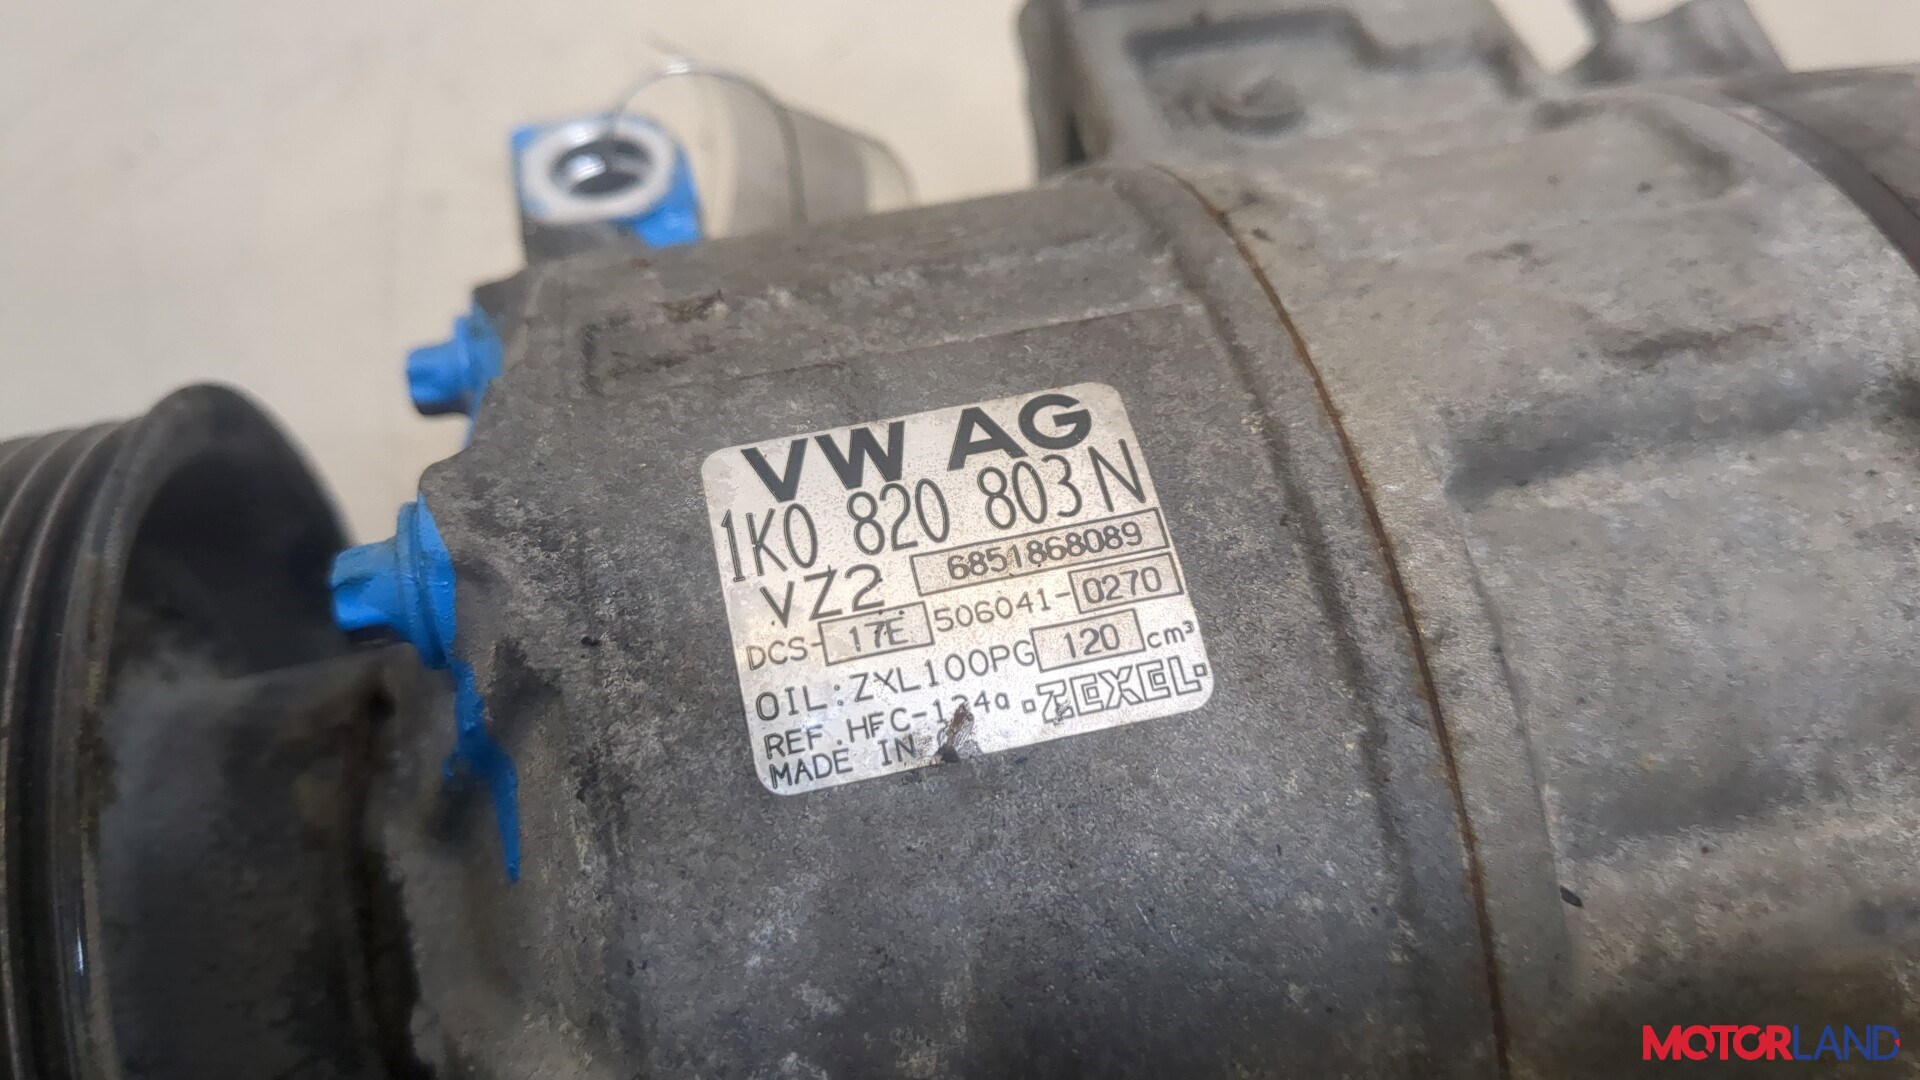 VW AG
1K0 820 803 N
VZ2 6851868089
DCS-17E 506041-0270
OIL:ZXL100PG 120 cm³
REF.HFC-134a ZEXEL
MADE IN
MOTORLAND